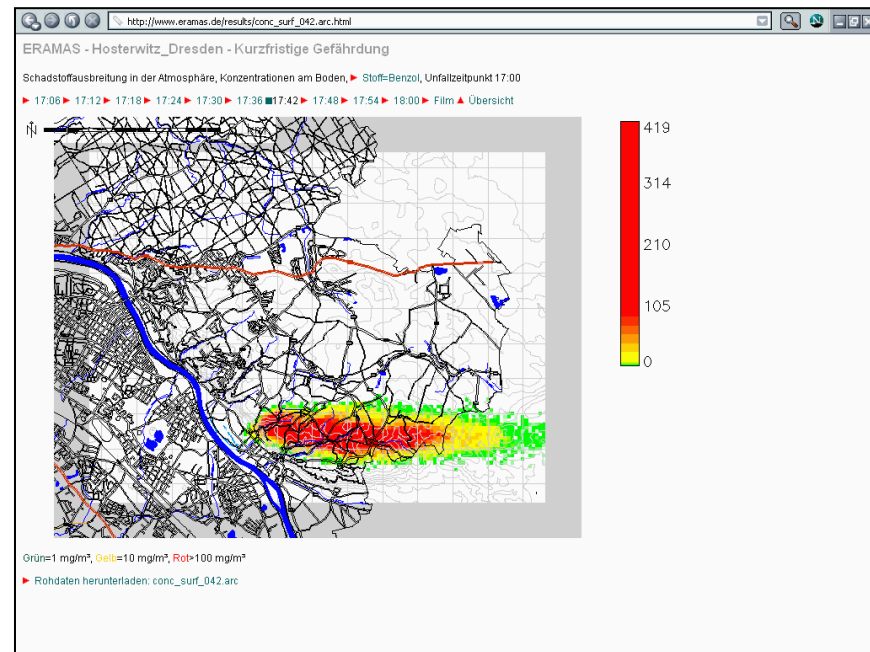 http://www.eramas.de/results/conc_surf_042.arc.html
ERAMAS - Hosterwitz_Dresden - Kurzfristige Gefährdung
Schadstoffausbreitung in der Atmosphäre, Konzentrationen am Boden, ► Stoff=Benzol, Unfallzeitpunkt 17:00
► 17:06 ► 17:12 ► 17:18 ► 17:24 ► 17:30 ► 17:36 ■ 17:42 ► 17:48 ► 17:54 ► 18:00 ► Film ▲ Übersicht
N
419
314
210
105
0
Grün=1 mg/m³, Gelb=10 mg/m³, Rot>100 mg/m³
► Rohdaten herunterladen: conc_surf_042.arc